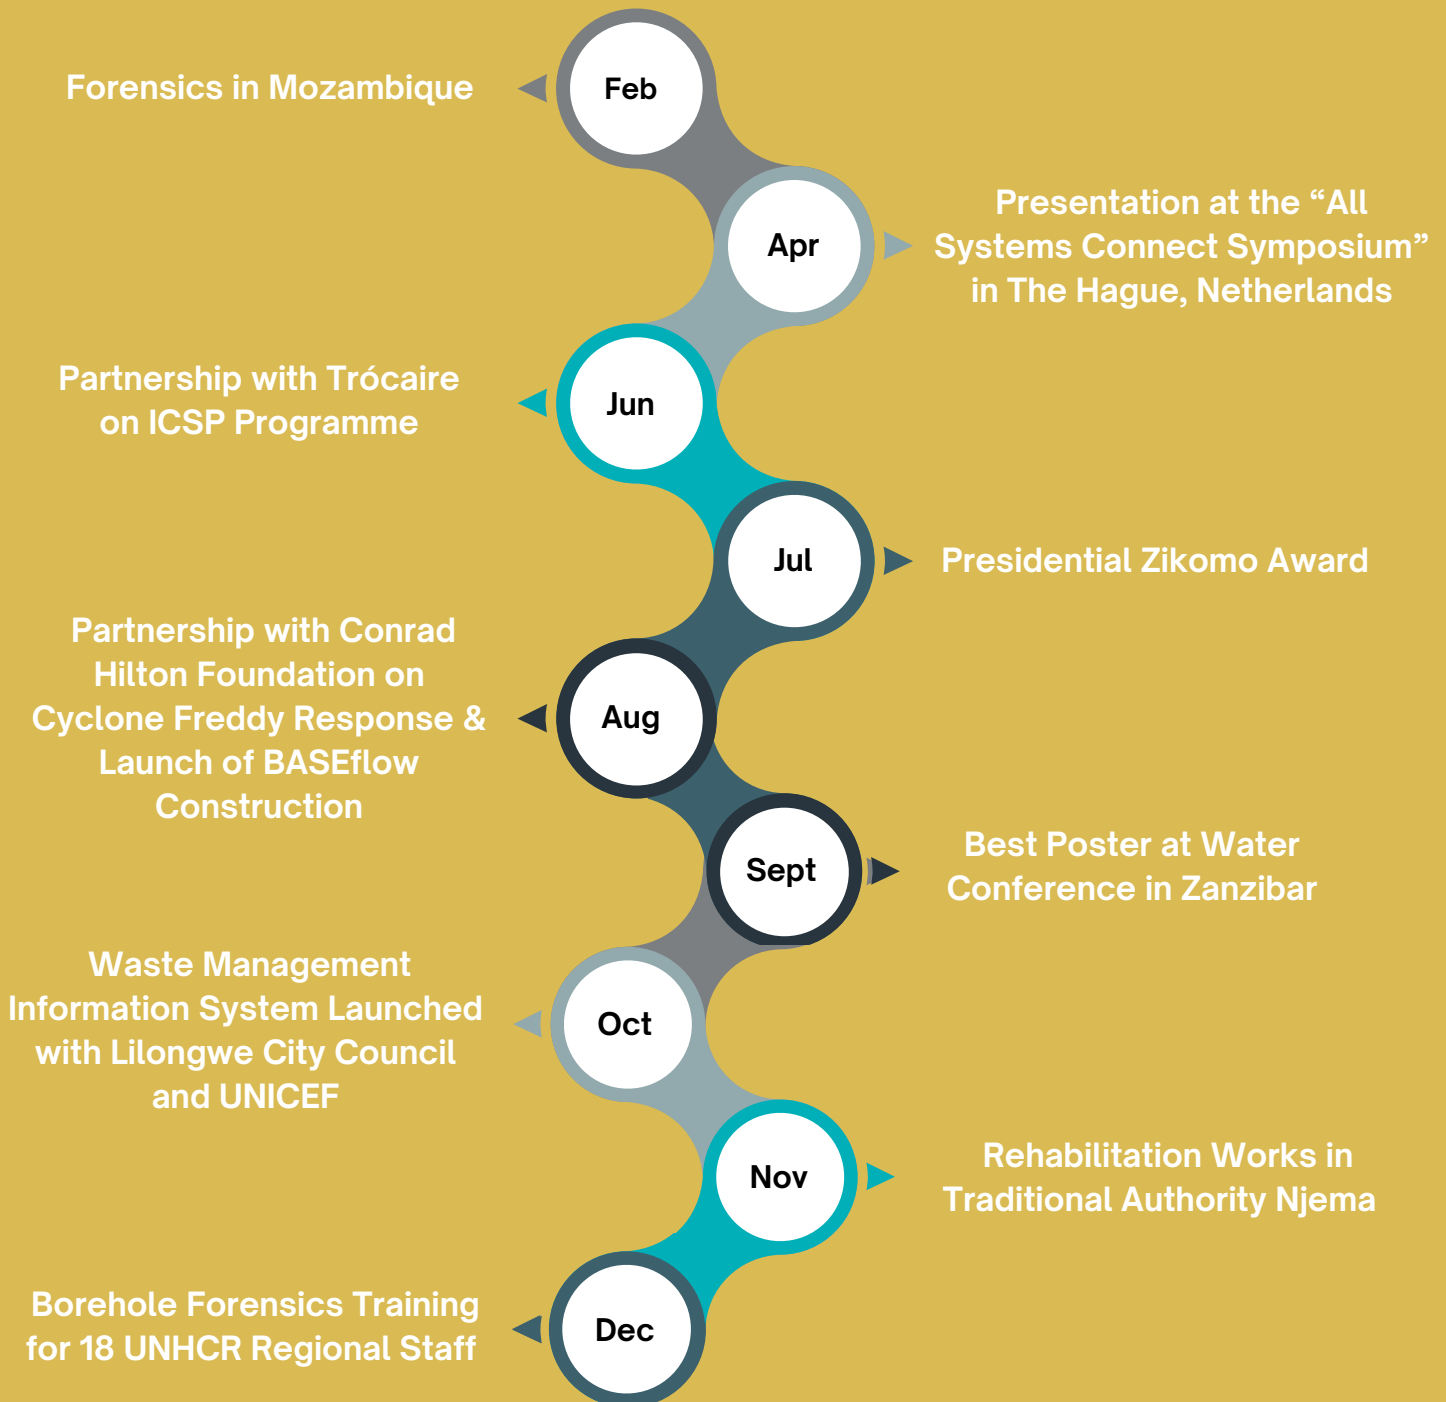 Forensics in Mozambique
Feb
Apr
Presentation at the “All
Systems Connect Symposium”
in The Hague, Netherlands
Partnership with Trócaire
on ICSP Programme
Jun
Jul
Presidential Zikomo Award
Partnership with Conrad
Hilton Foundation on
Cyclone Freddy Response &
Launch of BASEflow
Construction
Aug
Sept
Best Poster at Water
Conference in Zanzibar
Waste Management
Information System Launched
with Lilongwe City Council
and UNICEF
Oct
Nov
Rehabilitation Works in
Traditional Authority Njema
Borehole Forensics Training
for 18 UNHCR Regional Staff
Dec